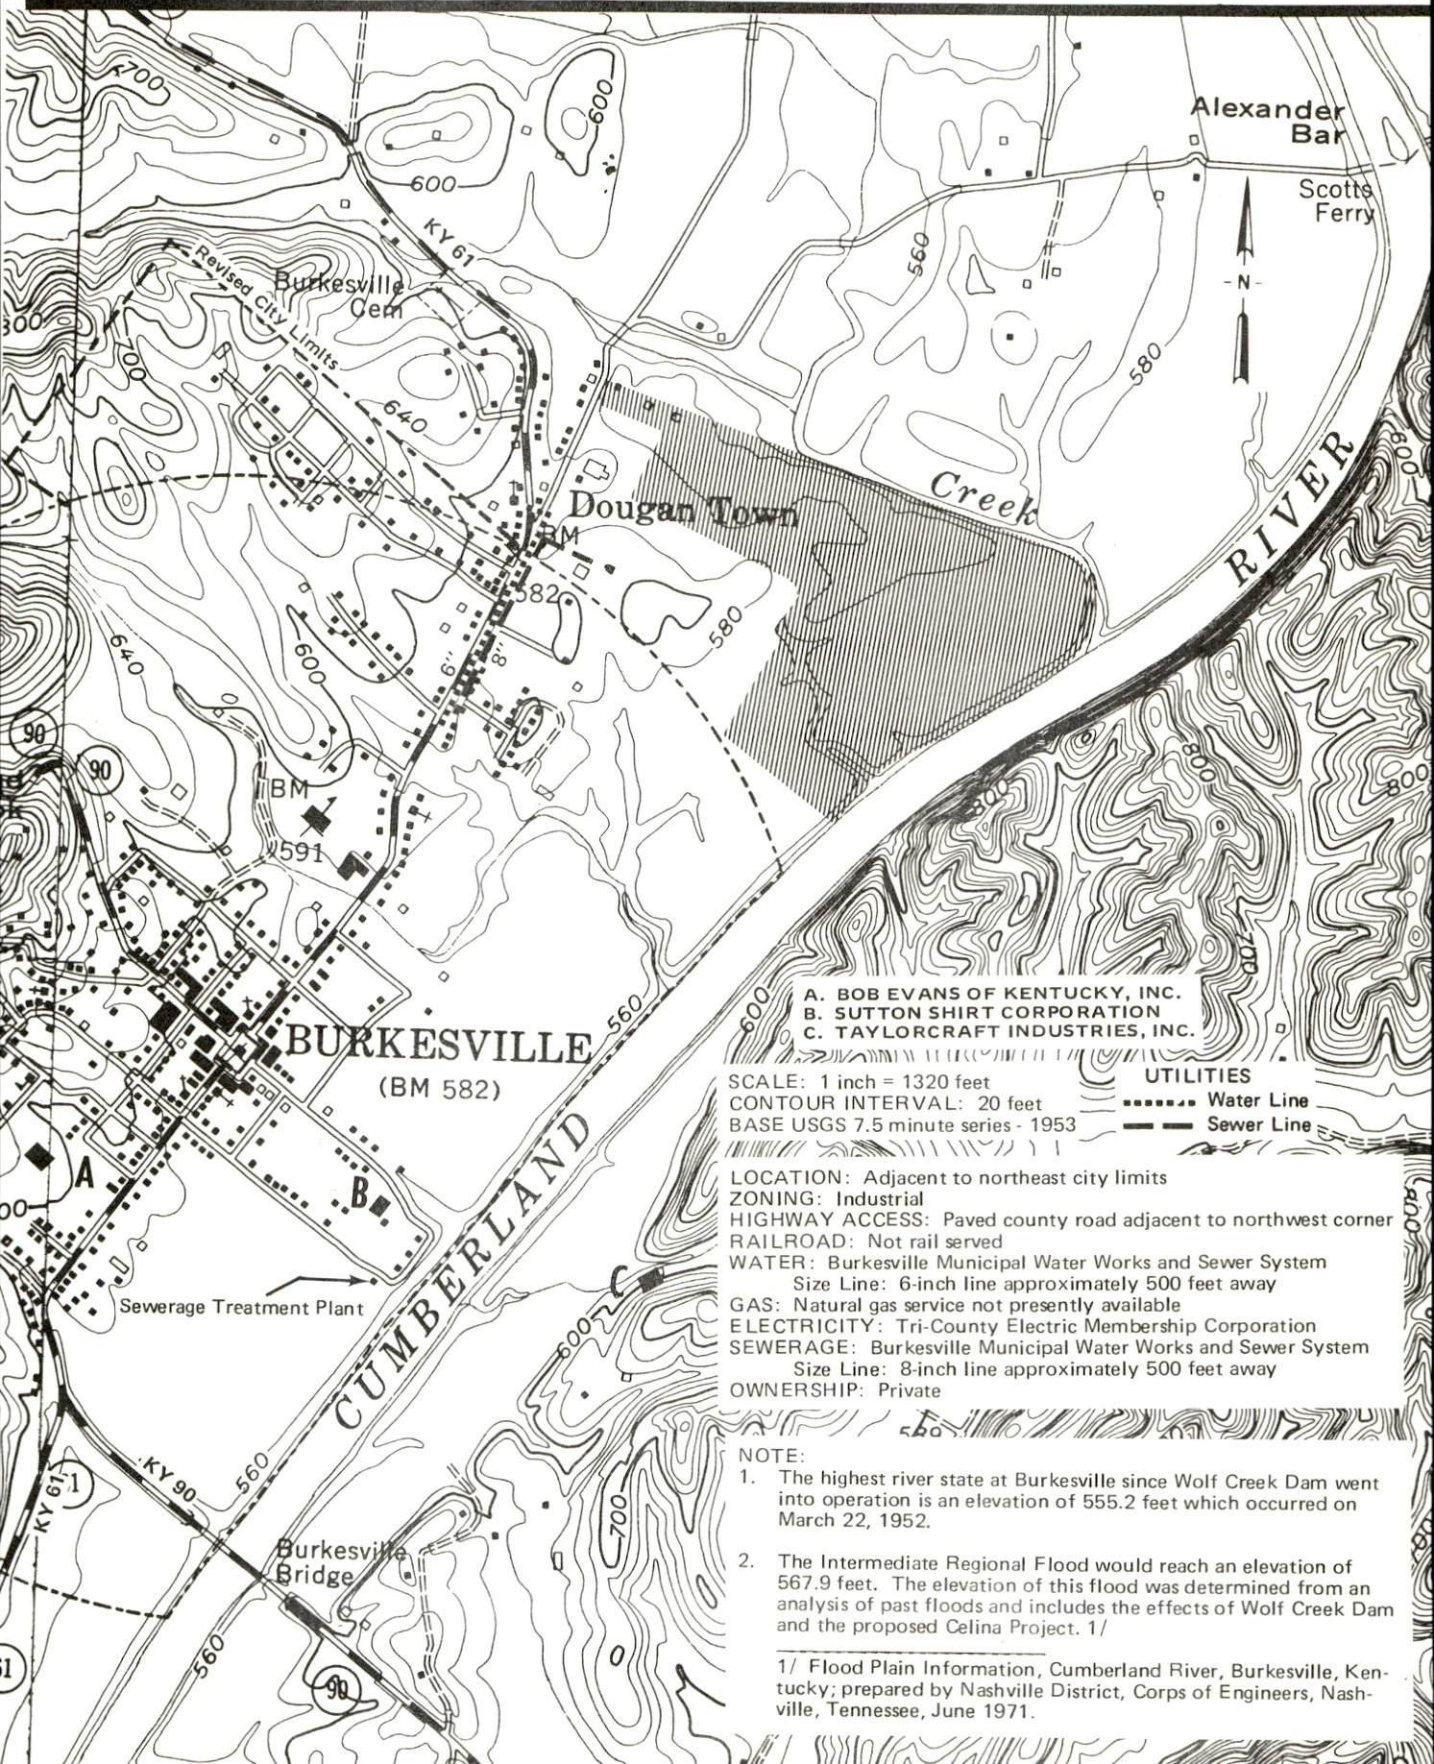 700
600
600
Alexander
Bar
Scotts
Ferry
KY 61
560
- N -
Revised City Limits
Burkesville
Cem
700
580
640
600
Creek
RIVER
Dougan Town
BM
582
580
640
600
6"
8"
90
90
BM
591
800
800
800
700
600
560
A. BOB EVANS OF KENTUCKY, INC.
B. SUTTON SHIRT CORPORATION
C. TAYLORCRAFT INDUSTRIES, INC.
BURKESVILLE
(BM 582)
SCALE: 1 inch = 1320 feet
CONTOUR INTERVAL: 20 feet
BASE USGS 7.5 minute series - 1953
UTILITIES
Water Line
Sewer Line
A
B
C
CUMBERLAND
Sewerage Treatment Plant
600
LOCATION: Adjacent to northeast city limits
ZONING: Industrial
HIGHWAY ACCESS: Paved county road adjacent to northwest corner
RAILROAD: Not rail served
WATER: Burkesville Municipal Water Works and Sewer System
Size Line: 6-inch line approximately 500 feet away
GAS: Natural gas service not presently available
ELECTRICITY: Tri-County Electric Membership Corporation
SEWERAGE: Burkesville Municipal Water Works and Sewer System
Size Line: 8-inch line approximately 500 feet away
OWNERSHIP: Private
KY 61
KY 90
560
Burkesville
Bridge
700
560
90
NOTE:
1. The highest river state at Burkesville since Wolf Creek Dam went
into operation is an elevation of 555.2 feet which occurred on
March 22, 1952.
2. The Intermediate Regional Flood would reach an elevation of
567.9 feet. The elevation of this flood was determined from an
analysis of past floods and includes the effects of Wolf Creek Dam
and the proposed Celina Project. 1/
1/ Flood Plain Information, Cumberland River, Burkesville, Ken-
tucky; prepared by Nashville District, Corps of Engineers, Nash-
ville, Tennessee, June 1971.